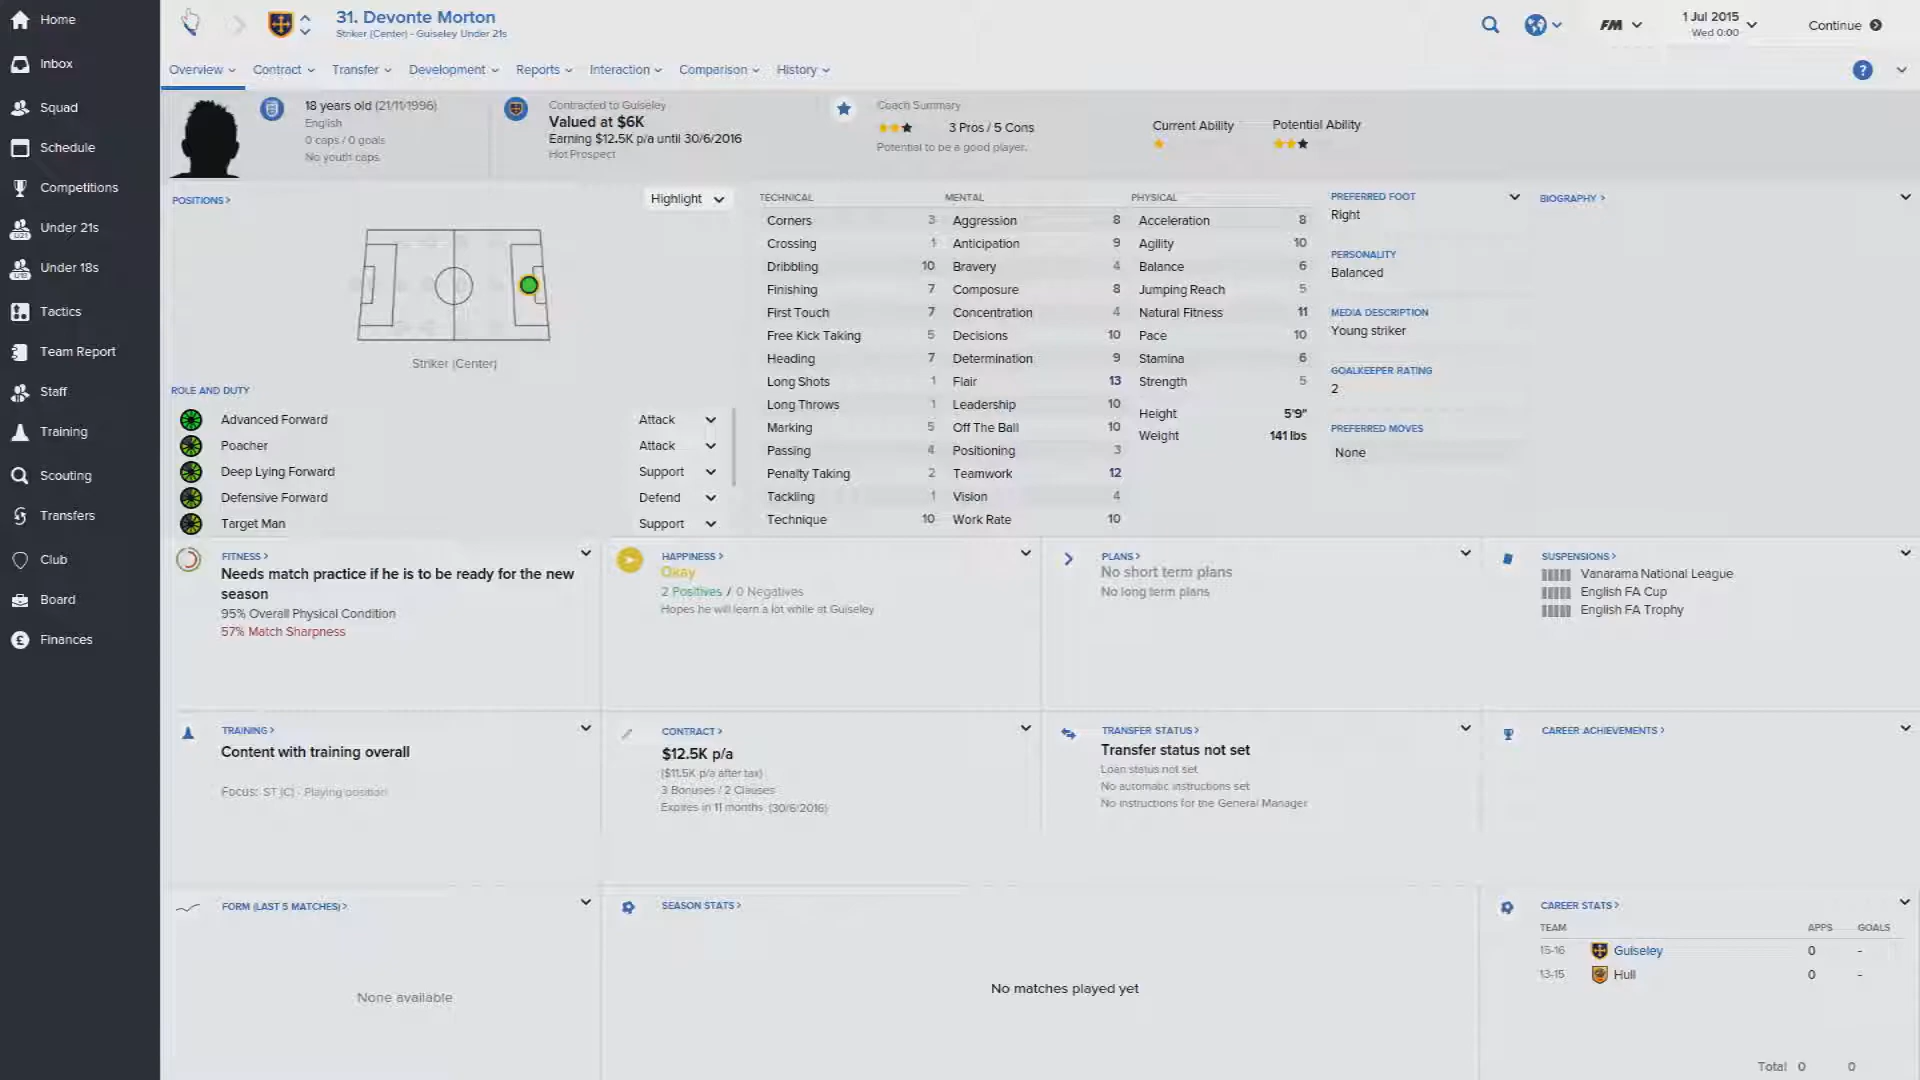 Home
Inbox
Squad
Schedule
Competitions
Under 21s
Under 18s
Tactics
Team Report
Staff
Training
Scouting
Transfers
Club
Board
Finances
31. Devonte Morton
Striker (Center) - Guiseley Under 21s
FM
1 Jul 2015
Wed 0:00
Continue
Overview
Contract
Transfer
Development
Reports
Interaction
Comparison
History
?
18 years old (21/11/1996)
English
0 caps / 0 goals
No youth caps
Contracted to Guiseley
Valued at $6K
Earning $12.5K p/a until 30/6/2016
Hot Prospect
Coach Summary
3 Pros / 5 Cons
Potential to be a good player.
Current Ability
Potential Ability
POSITIONS >
Highlight
Striker (Center)
ROLE AND DUTY
Advanced Forward Attack
Poacher Attack
Deep Lying Forward Support
Defensive Forward Defend
Target Man Support
TECHNICAL
Corners 3
Crossing 1
Dribbling 10
Finishing 7
First Touch 7
Free Kick Taking 5
Heading 7
Long Shots 1
Long Throws 1
Marking 5
Passing 4
Penalty Taking 2
Tackling 1
Technique 10
MENTAL
Aggression 8
Anticipation 9
Bravery 4
Composure 8
Concentration 4
Decisions 10
Determination 9
Flair 13
Leadership 10
Off The Ball 10
Positioning 3
Teamwork 12
Vision 4
Work Rate 10
PHYSICAL
Acceleration 8
Agility 10
Balance 6
Jumping Reach 5
Natural Fitness 11
Pace 10
Stamina 6
Strength 5
Height 5'9"
Weight 141 lbs
PREFERRED FOOT
Right
PERSONALITY
Balanced
MEDIA DESCRIPTION
Young striker
GOALKEEPER RATING
2
PREFERRED MOVES
None
BIOGRAPHY >
FITNESS >
Needs match practice if he is to be ready for the new
season
95% Overall Physical Condition
57% Match Sharpness
HAPPINESS >
Okay
2 Positives / 0 Negatives
Hopes he will learn a lot while at Guiseley
PLANS >
No short term plans
No long term plans
SUSPENSIONS >
Vanarama National League
English FA Cup
English FA Trophy
TRAINING >
Content with training overall
Focus: ST (C) - Playing position
CONTRACT >
$12.5K p/a
($11.5K p/a after tax)
3 Bonuses / 2 Clauses
Expires in 11 months (30/6/2016)
TRANSFER STATUS >
Transfer status not set
Loan status not set
No automatic instructions set
No instructions for the General Manager
CAREER ACHIEVEMENTS >
FORM (LAST 5 MATCHES) >
None available
SEASON STATS >
No matches played yet
CAREER STATS >
TEAM APPS GOALS
15-16 Guiseley 0 -
13-15 Hull 0 -
Total 0 0